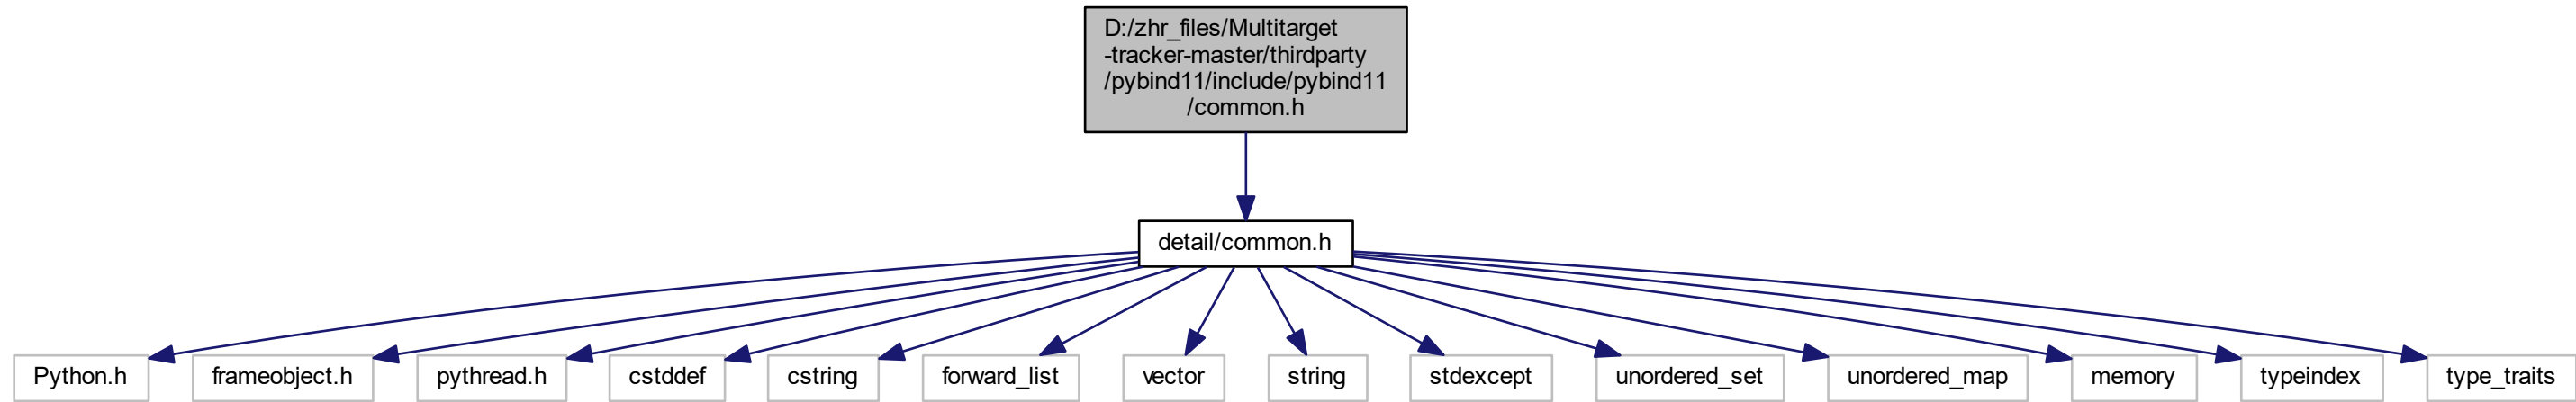 D:/zhr_files/Multitarget
-tracker-master/thirdparty
/pybind11/include/pybind11
/common.h
detail/common.h
Python.h
frameobject.h
pythread.h
cstddef
cstring
forward_list
vector
string
stdexcept
unordered_set
unordered_map
memory
typeindex
type_traits